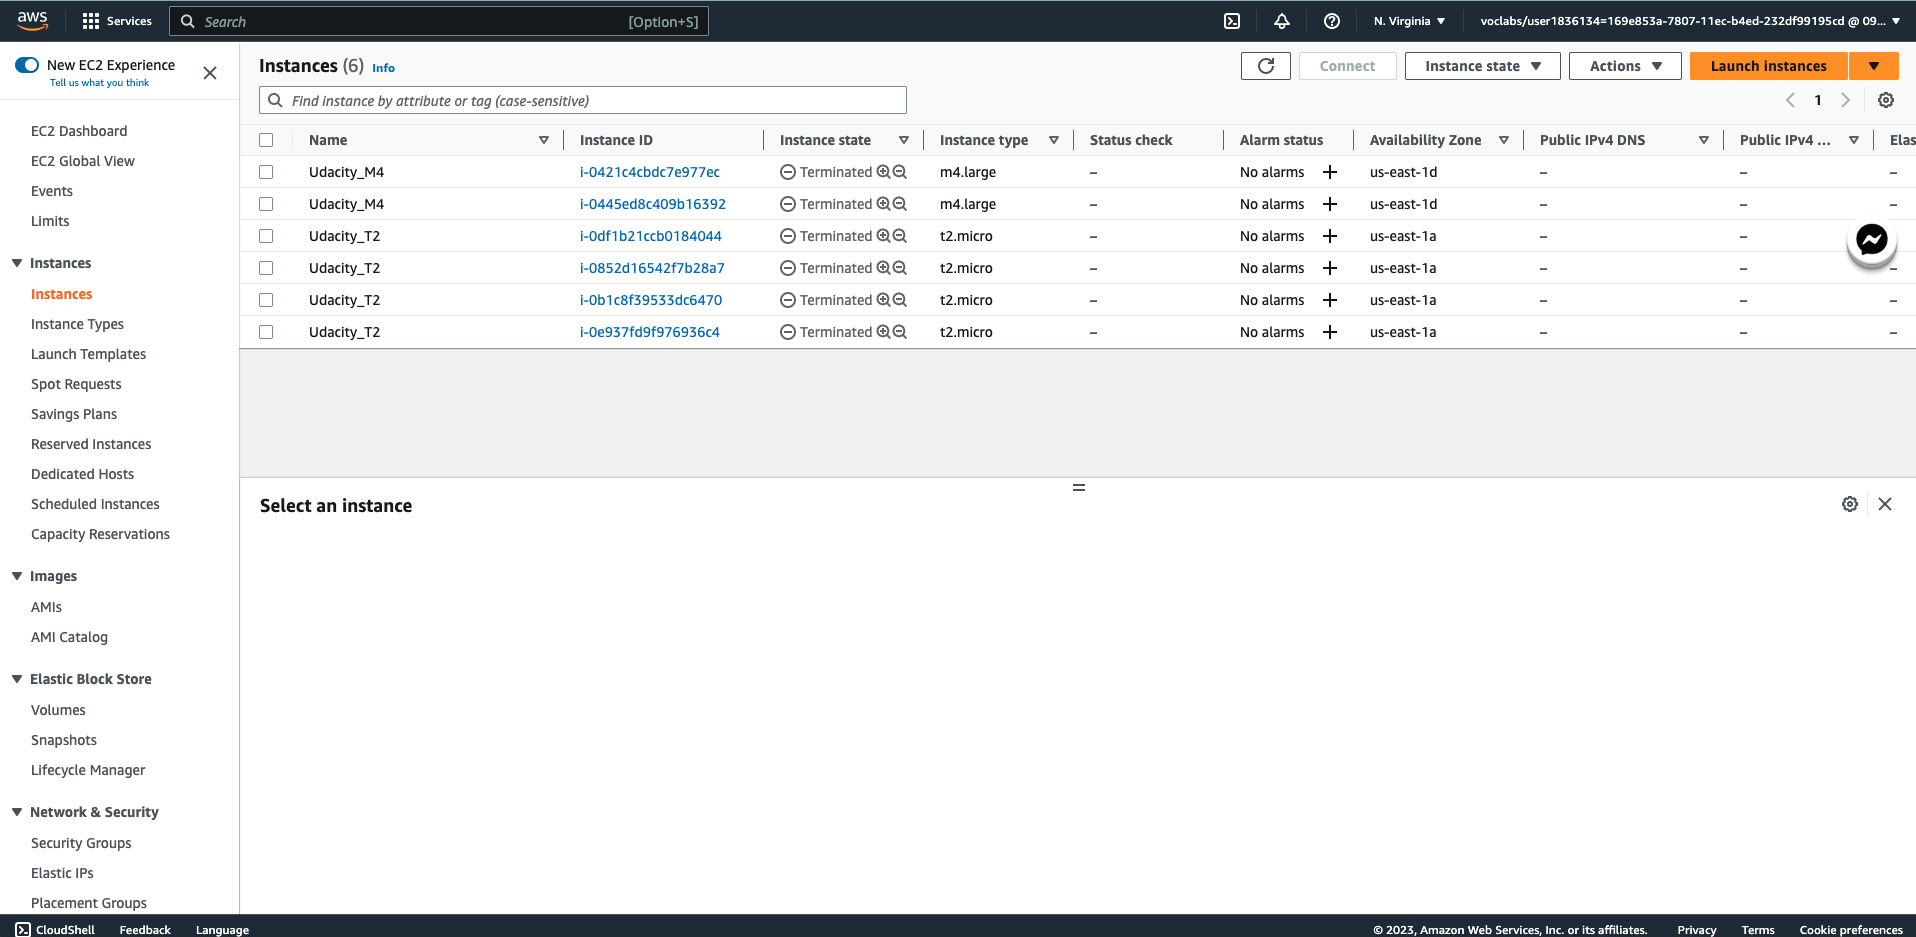 aws
Services
Search
[Option+S]
N. Virginia
voclabs/user1836134=169e853a-7807-11ec-b4ed-232df99195cd @ 09...
New EC2 Experience
Tell us what you think
EC2 Dashboard
EC2 Global View
Events
Limits
Instances
Instances
Instance Types
Launch Templates
Spot Requests
Savings Plans
Reserved Instances
Dedicated Hosts
Scheduled Instances
Capacity Reservations
Images
AMIs
AMI Catalog
Elastic Block Store
Volumes
Snapshots
Lifecycle Manager
Network & Security
Security Groups
Elastic IPs
Placement Groups
Instances (6) Info
Connect
Instance state
Actions
Launch instances
Find instance by attribute or tag (case-sensitive)
1
Name Instance ID Instance state Instance type Status check Alarm status Availability Zone Public IPv4 DNS Public IPv4 ... Elas
Udacity_M4 i-0421c4cbdc7e977ec Terminated m4.large – No alarms us-east-1d – – –
Udacity_M4 i-0445ed8c409b16392 Terminated m4.large – No alarms us-east-1d – – –
Udacity_T2 i-0df1b21ccb0184044 Terminated t2.micro – No alarms us-east-1a – –
Udacity_T2 i-0852d16542f7b28a7 Terminated t2.micro – No alarms us-east-1a – – –
Udacity_T2 i-0b1c8f39533dc6470 Terminated t2.micro – No alarms us-east-1a – – –
Udacity_T2 i-0e937fd9f976936c4 Terminated t2.micro – No alarms us-east-1a – – –
Select an instance
CloudShell
Feedback
Language
© 2023, Amazon Web Services, Inc. or its affiliates.
Privacy
Terms
Cookie preferences